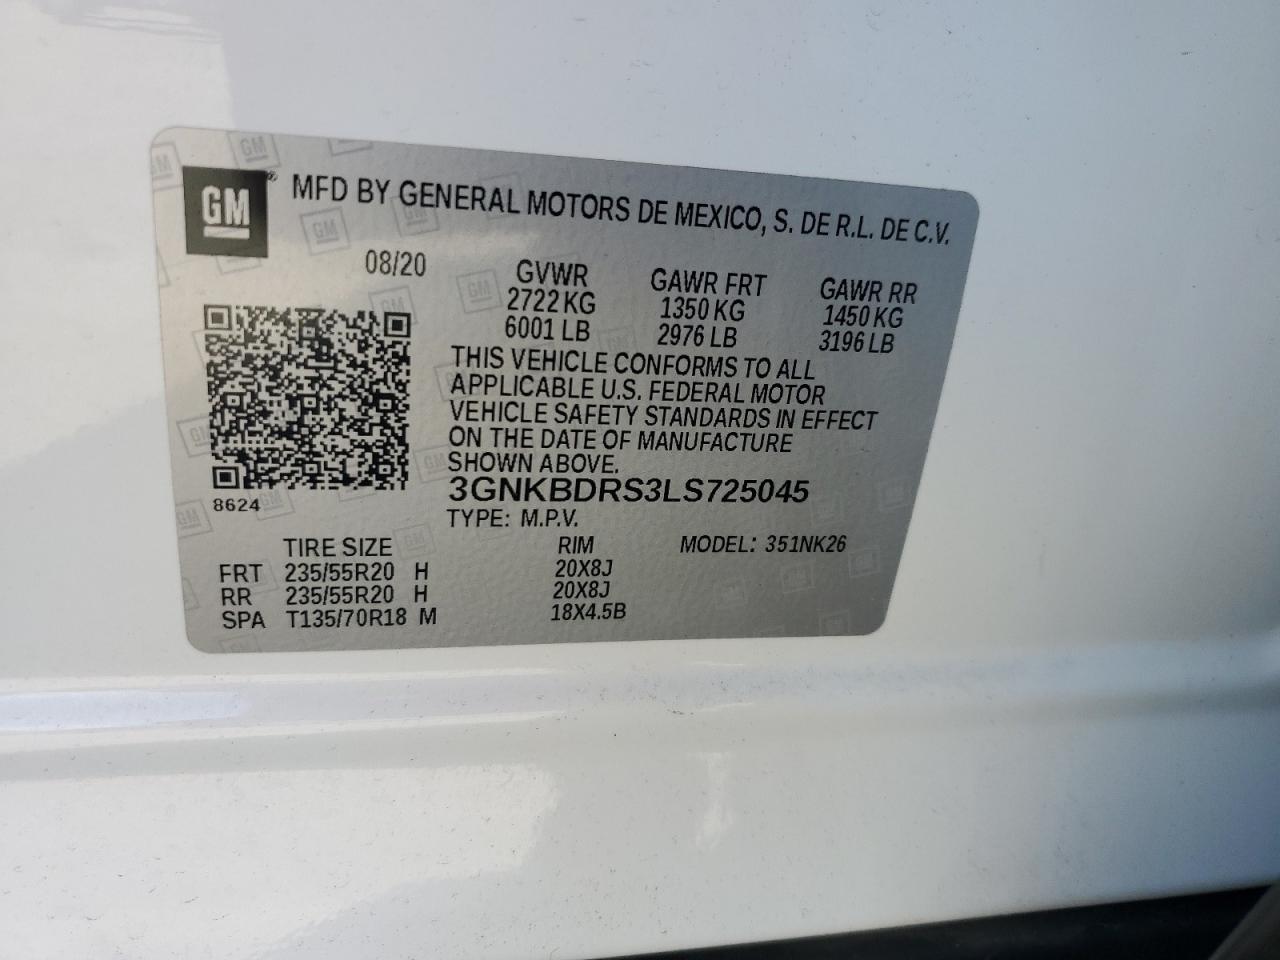 GM® MFD BY GENERAL MOTORS DE MEXICO, S. DE R.L. DE C.V.
08/20 GVWR GAWR FRT GAWR RR
2722 KG 1350 KG 1450 KG
6001 LB 2976 LB 3196 LB
THIS VEHICLE CONFORMS TO ALL
APPLICABLE U.S. FEDERAL MOTOR
VEHICLE SAFETY STANDARDS IN EFFECT
ON THE DATE OF MANUFACTURE
SHOWN ABOVE.
8624
3GNKBDRS3LS725045
TYPE: M.P.V.
TIRE SIZE RIM MODEL: 351NK26
FRT 235/55R20 H 20X8J
RR 235/55R20 H 20X8J
SPA T135/70R18 M 18X4.5B